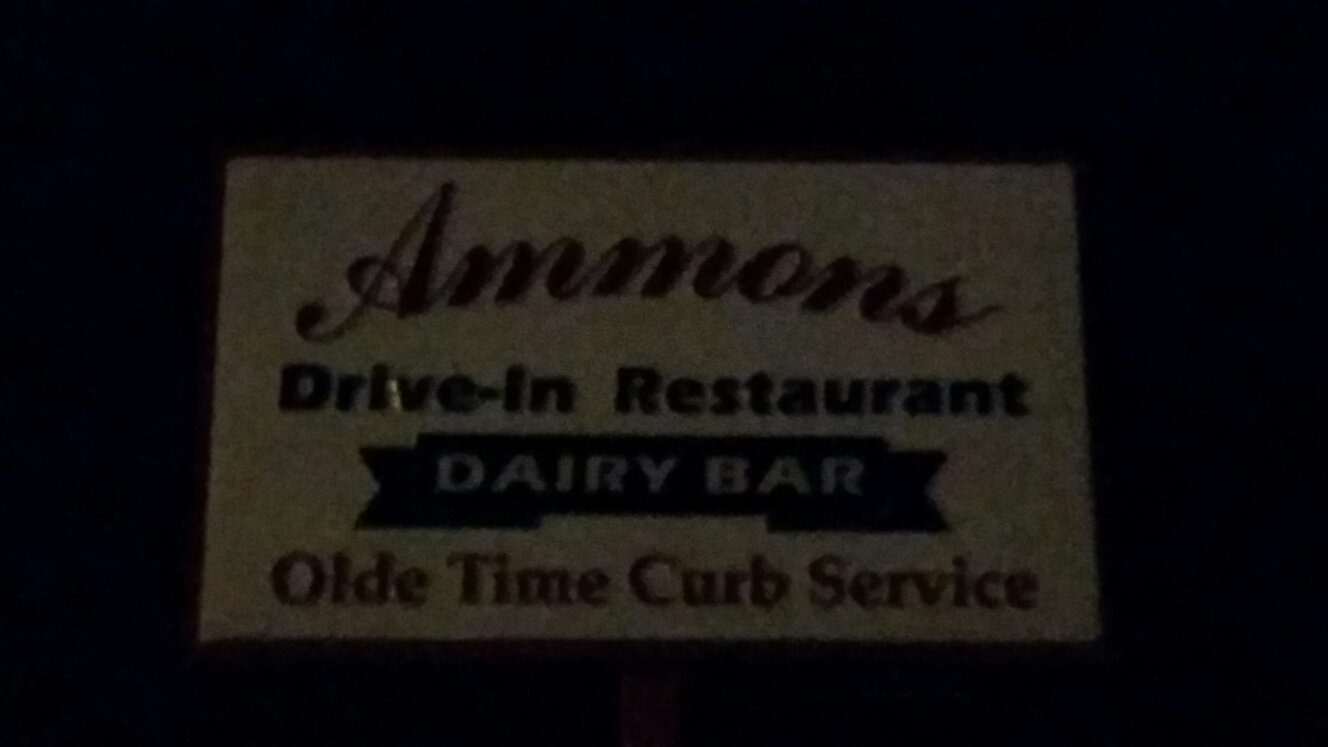 Ammons
Drive-In Restaurant
DAIRY BAR
Olde Time Curb Service